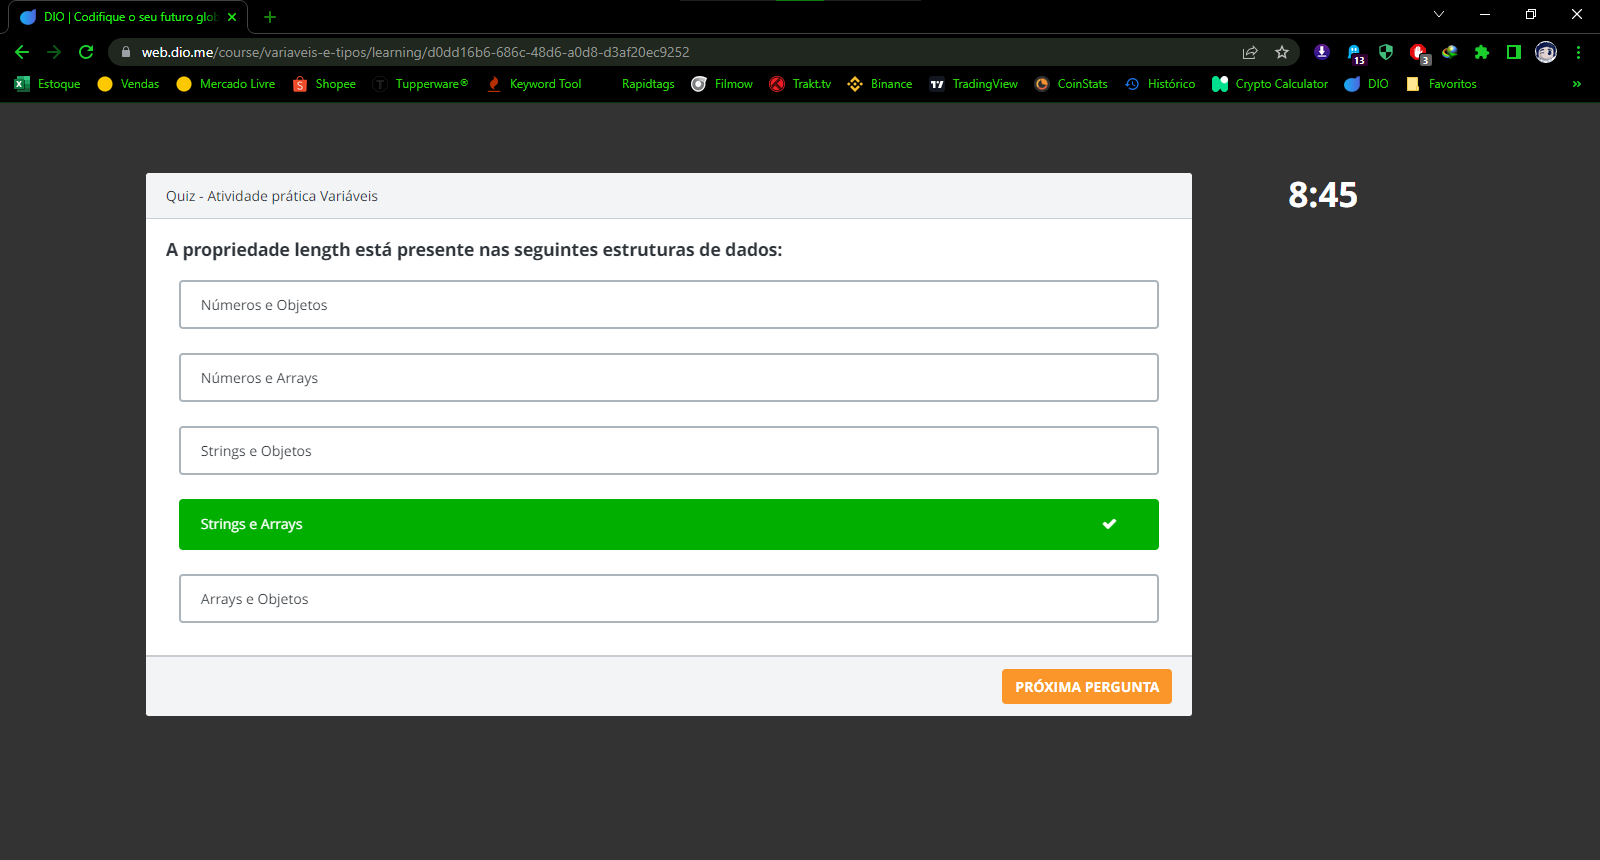 DIO | Codifique o seu futuro glob
web.dio.me/course/variaveis-e-tipos/learning/d0dd16b6-686c-48d6-a0d8-d3af20ec9252
13
3
Estoque
Vendas
Mercado Livre
Shopee
Tupperware®
Keyword Tool
Rapidtags
Filmow
Trakt.tv
Binance
TradingView
CoinStats
Histórico
Crypto Calculator
DIO
Favoritos
»
Quiz - Atividade prática Variáveis
8:45
A propriedade length está presente nas seguintes estruturas de dados:
Números e Objetos
Números e Arrays
Strings e Objetos
Strings e Arrays
Arrays e Objetos
PRÓXIMA PERGUNTA